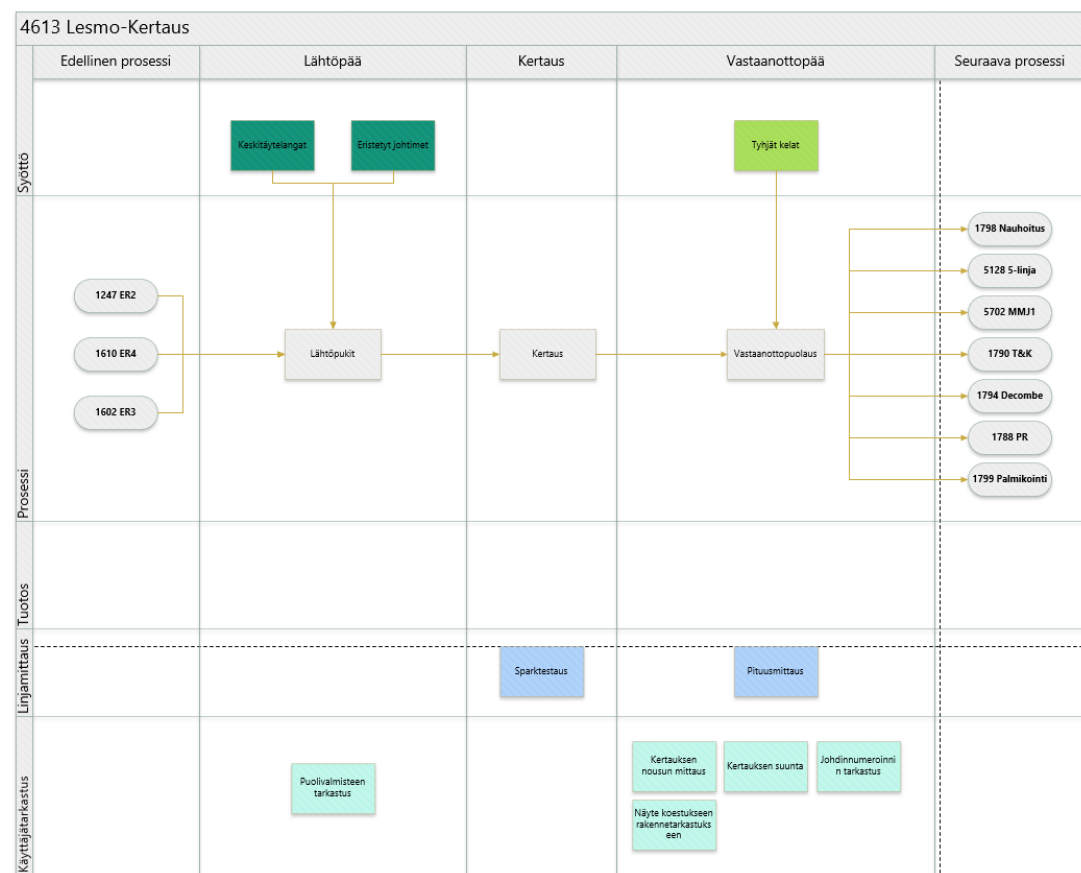 4613 Lesmo-Kertaus
Edellinen prosessi
Lähtöpää
Kertaus
Vastaanottopää
Seuraava prosessi
Syöttö
Keskitäytelangat
Eristetyt johtimet
Tyhjät kelat
Prosessi
1247 ER2
1610 ER4
1602 ER3
Lähtöpukit
Kertaus
Vastaanottopuolaus
1798 Nauhoitus
5128 5-linja
5702 MMJ1
1790 T&K
1794 Decombe
1788 PR
1799 Palmikointi
Tuotos
Linjamittaus
Sparktestaus
Pituusmittaus
Käyttäjätarkastus
Puolivalmisteen
tarkastus
Kertauksen
nousun mittaus
Kertauksen suunta
Johdinnumeroinni
n tarkastus
Näyte koestukseen
rakennetarkastuks
een